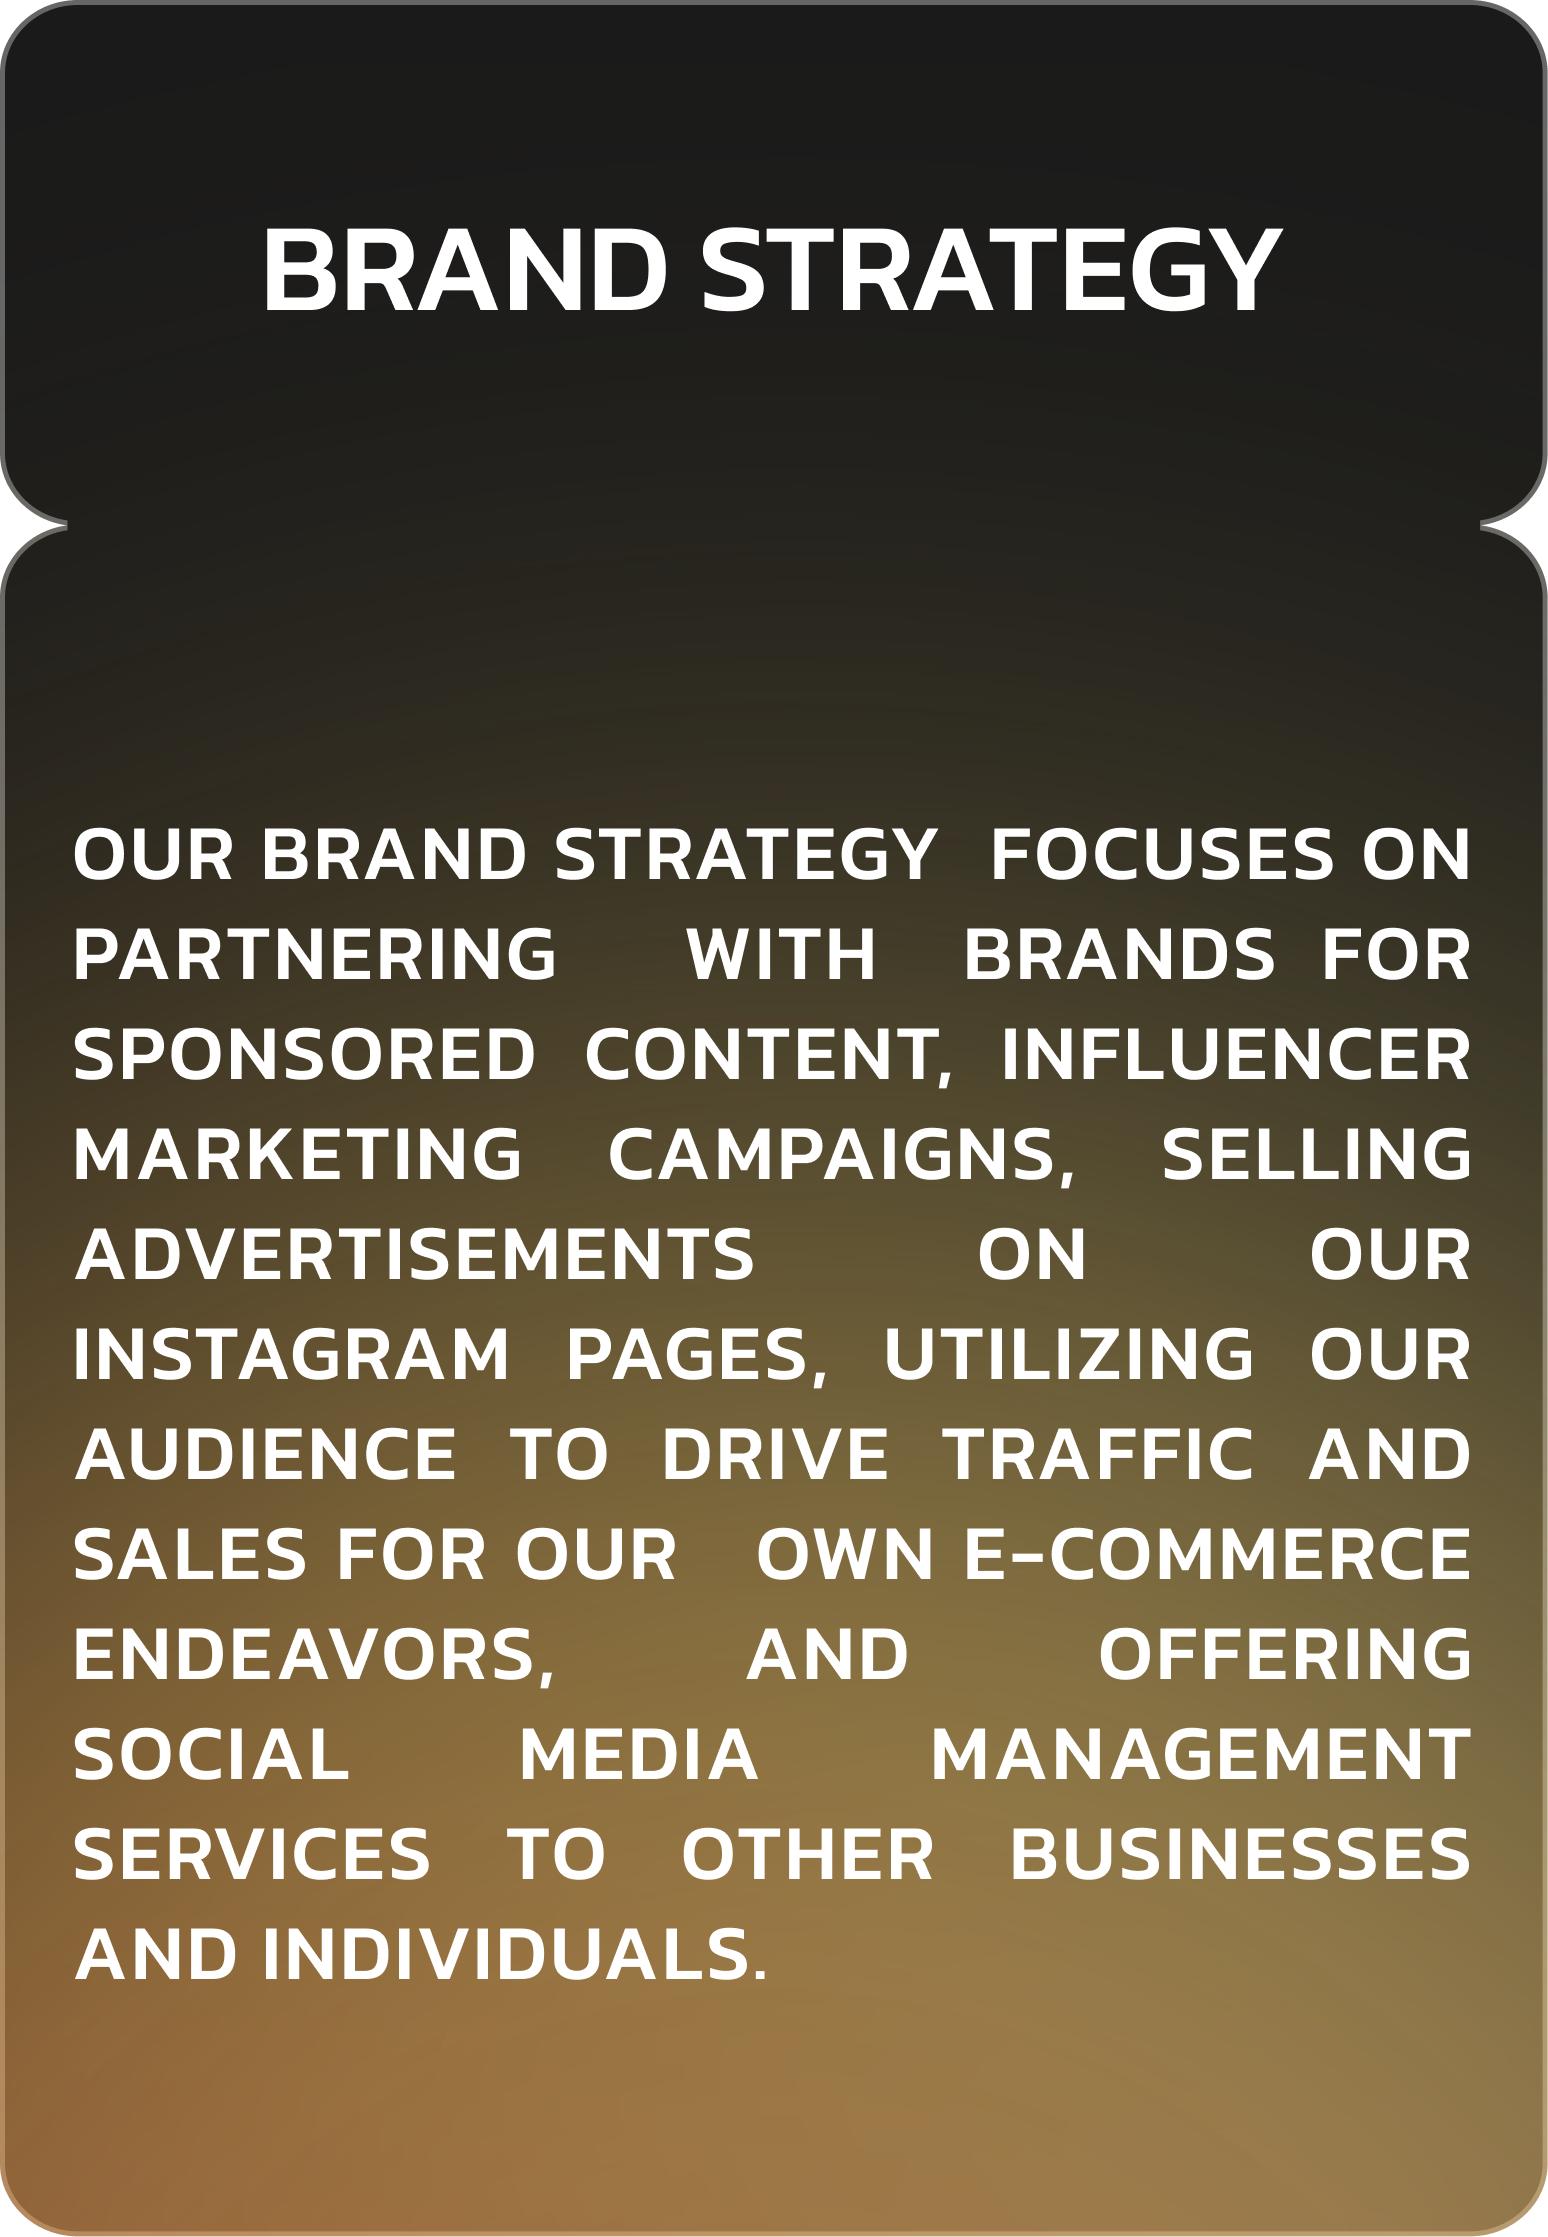 BRAND STRATEGY
OUR BRAND STRATEGY FOCUSES ON
PARTNERING WITH BRANDS FOR
SPONSORED CONTENT, INFLUENCER
MARKETING CAMPAIGNS, SELLING
ADVERTISEMENTS ON OUR
INSTAGRAM PAGES, UTILIZING OUR
AUDIENCE TO DRIVE TRAFFIC AND
SALES FOR OUR OWN E-COMMERCE
ENDEAVORS, AND OFFERING
SOCIAL MEDIA MANAGEMENT
SERVICES TO OTHER BUSINESSES
AND INDIVIDUALS.